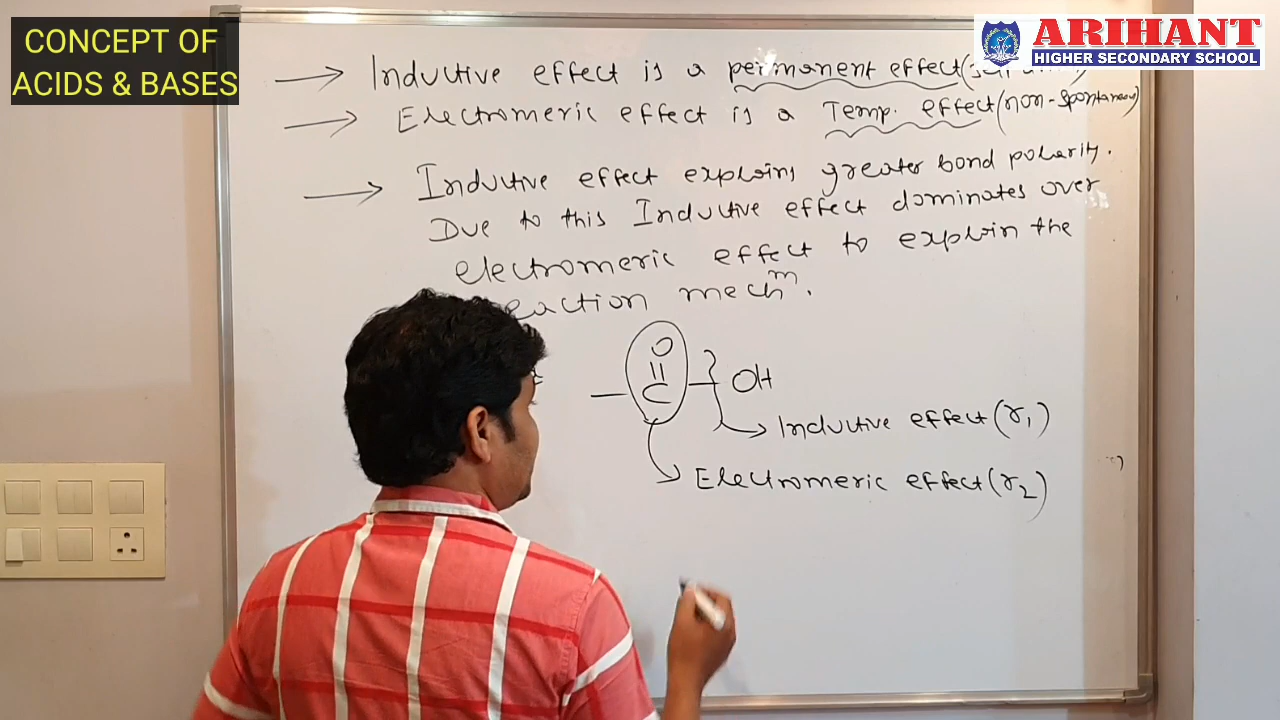 CONCEPT OF
ACIDS & BASES
ARIHANT
HIGHER SECONDARY SCHOOL
Inductive effect is a permanent effect(
Electromeric effect is a Temp. effect(non-spontaneous)
Inductive effect explains greater bond polarity.
Due to this Inductive effect dominates over
electromeric effect to explain the
eaction mechm.
O
C
OH
Inductive effect(r1)
Electromeric effect(r2)